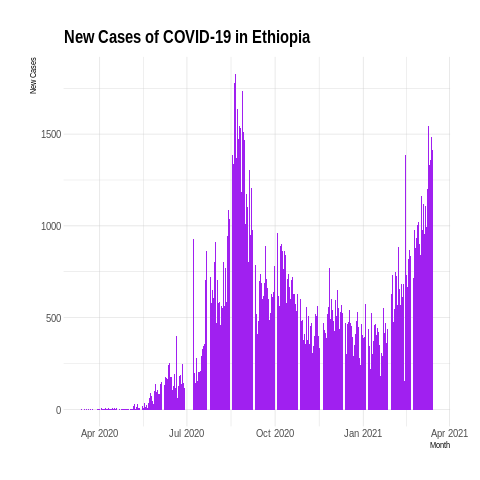 New Cases of COVID-19 in Ethiopia
New Cases
1500
1000
500
0
Apr 2020
Jul 2020
Oct 2020
Jan 2021
Apr 2021
Month